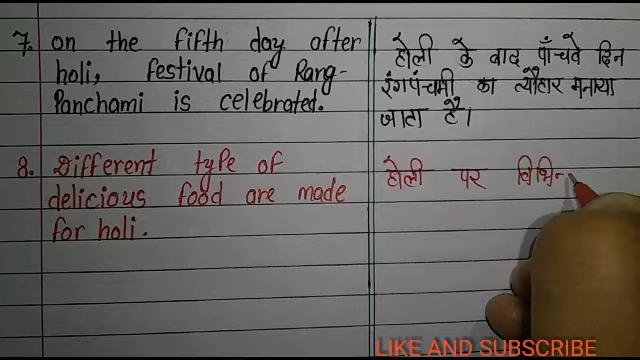 7. on the fifth day after
holi, festival of Rang-
Panchami is celebrated.
होली के बाद पाँचवे दिन
रंगपंचमी का त्यौहार मनाया
जाता है।
8. Different type of
delicious food are made
for holi.
होली पर विभिन
LIKE AND SUBSCRIBE